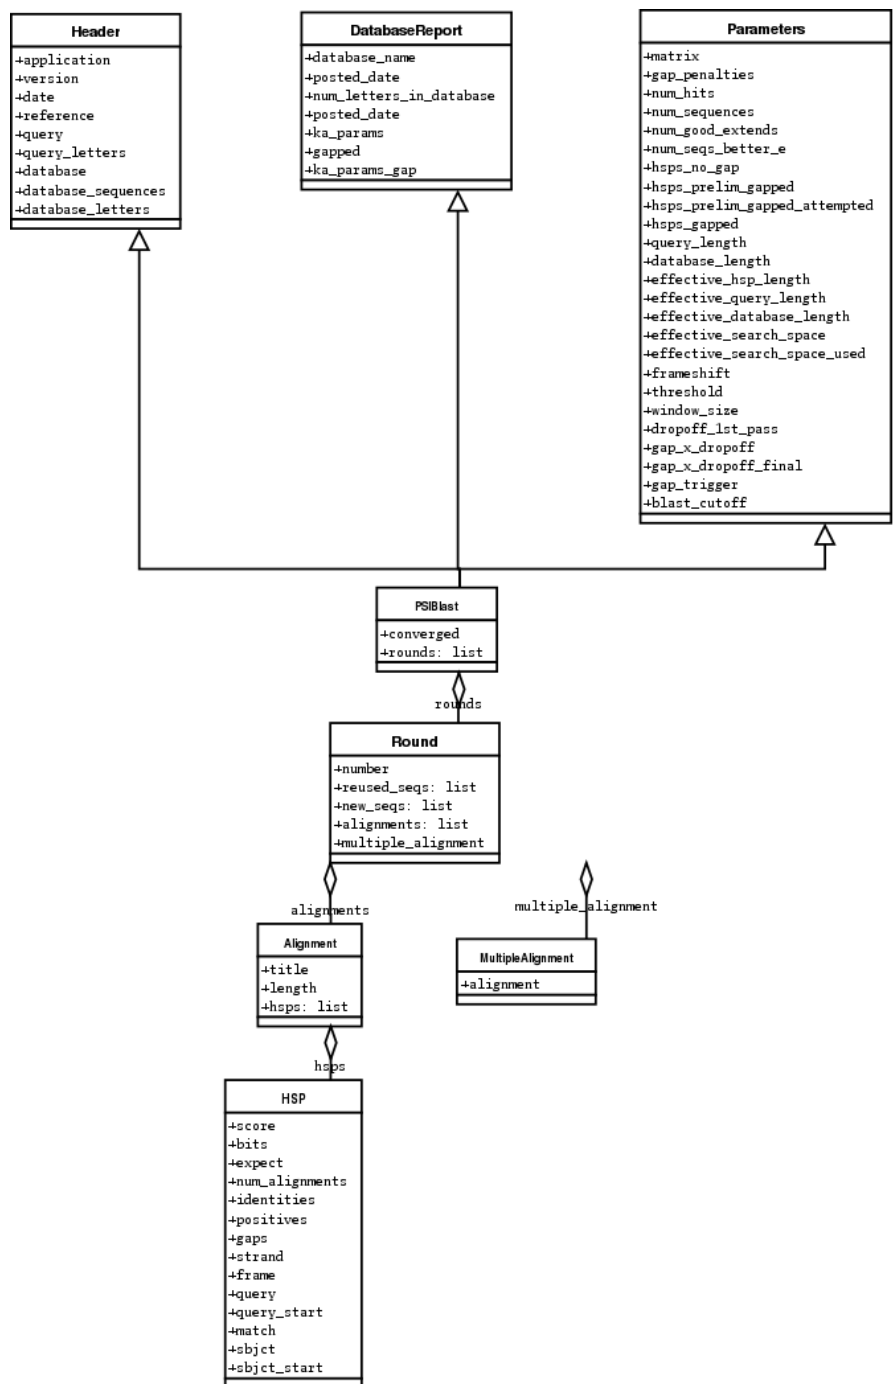 Header
+application
+version
+date
+reference
+query
+query_letters
+database
+database_sequences
+database_letters
DatabaseReport
+database_name
+posted_date
+num_letters_in_database
+posted_date
+ka_params
+gapped
+ka_params_gap
Parameters
+matrix
+gap_penalties
+num_hits
+num_sequences
+num_good_extends
+num_seqs_better_e
+hsps_no_gap
+hsps_prelim_gapped
+hsps_prelim_gapped_attempted
+hsps_gapped
+query_length
+database_length
+effective_hsp_length
+effective_query_length
+effective_database_length
+effective_search_space
+effective_search_space_used
+frameshift
+threshold
+window_size
+dropoff_1st_pass
+gap_x_dropoff
+gap_x_dropoff_final
+gap_trigger
+blast_cutoff
PSIBlast
+converged
+rounds: list
rounds
Round
+number
+reused_seqs: list
+new_seqs: list
+alignments: list
+multiple_alignment
alignments
multiple_alignment
Alignment
+title
+length
+hsps: list
MultipleAlignment
+alignment
hsps
HSP
+score
+bits
+expect
+num_alignments
+identities
+positives
+gaps
+strand
+frame
+query
+query_start
+match
+sbjct
+sbjct_start